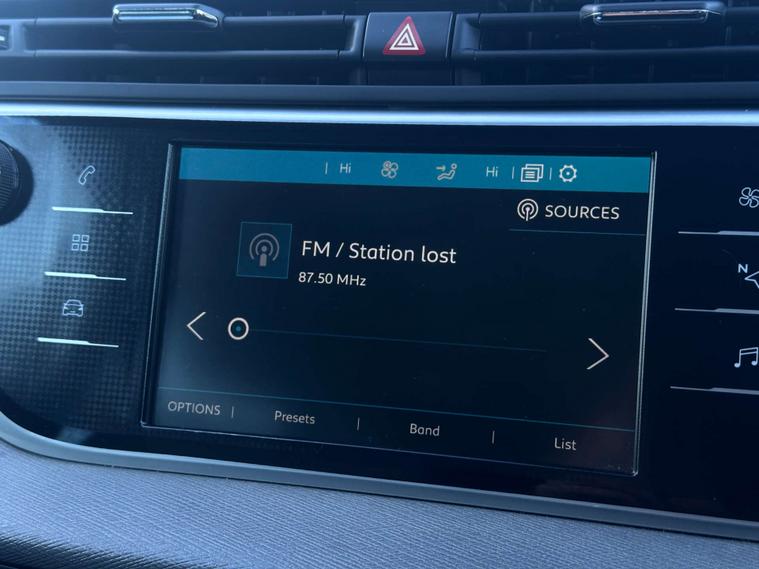 Hi Hi
SOURCES
FM / Station lost
87.50 MHz
OPTIONS Presets Band List
N